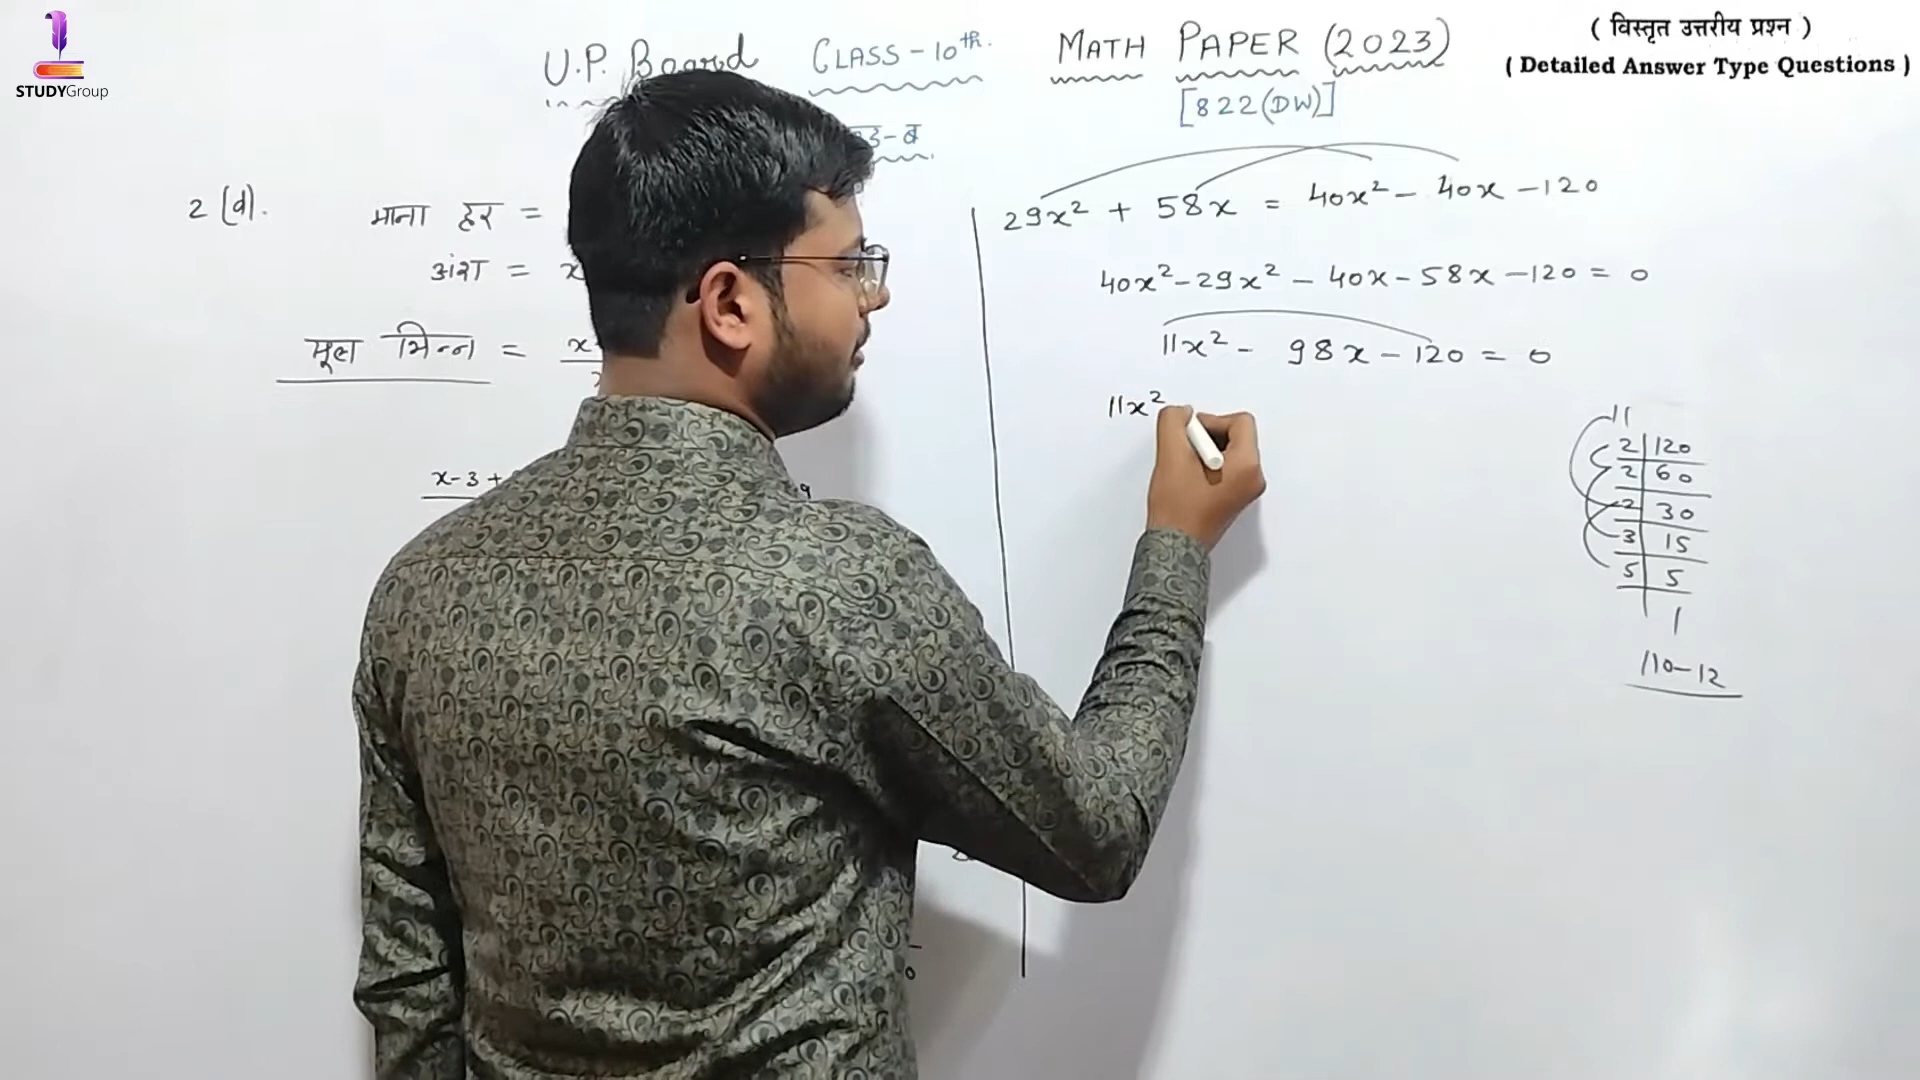 STUDYGroup
U.P. Board CLASS-10th. MATH PAPER (2023)
[822(DW)]
( विस्तृत उत्तरीय प्रश्न )
( Detailed Answer Type Questions )
2 (d).
माना हर =
अंश = x
मूल भिन्न = x
x-3+
29x² + 58x = 40x² - 40x - 120
40x² - 29x² - 40x - 58x - 120 = 0
11x² - 98x - 120 = 0
11x²
11
2 | 120
2 | 60
2 | 30
3 | 15
5 | 5
1
110-12